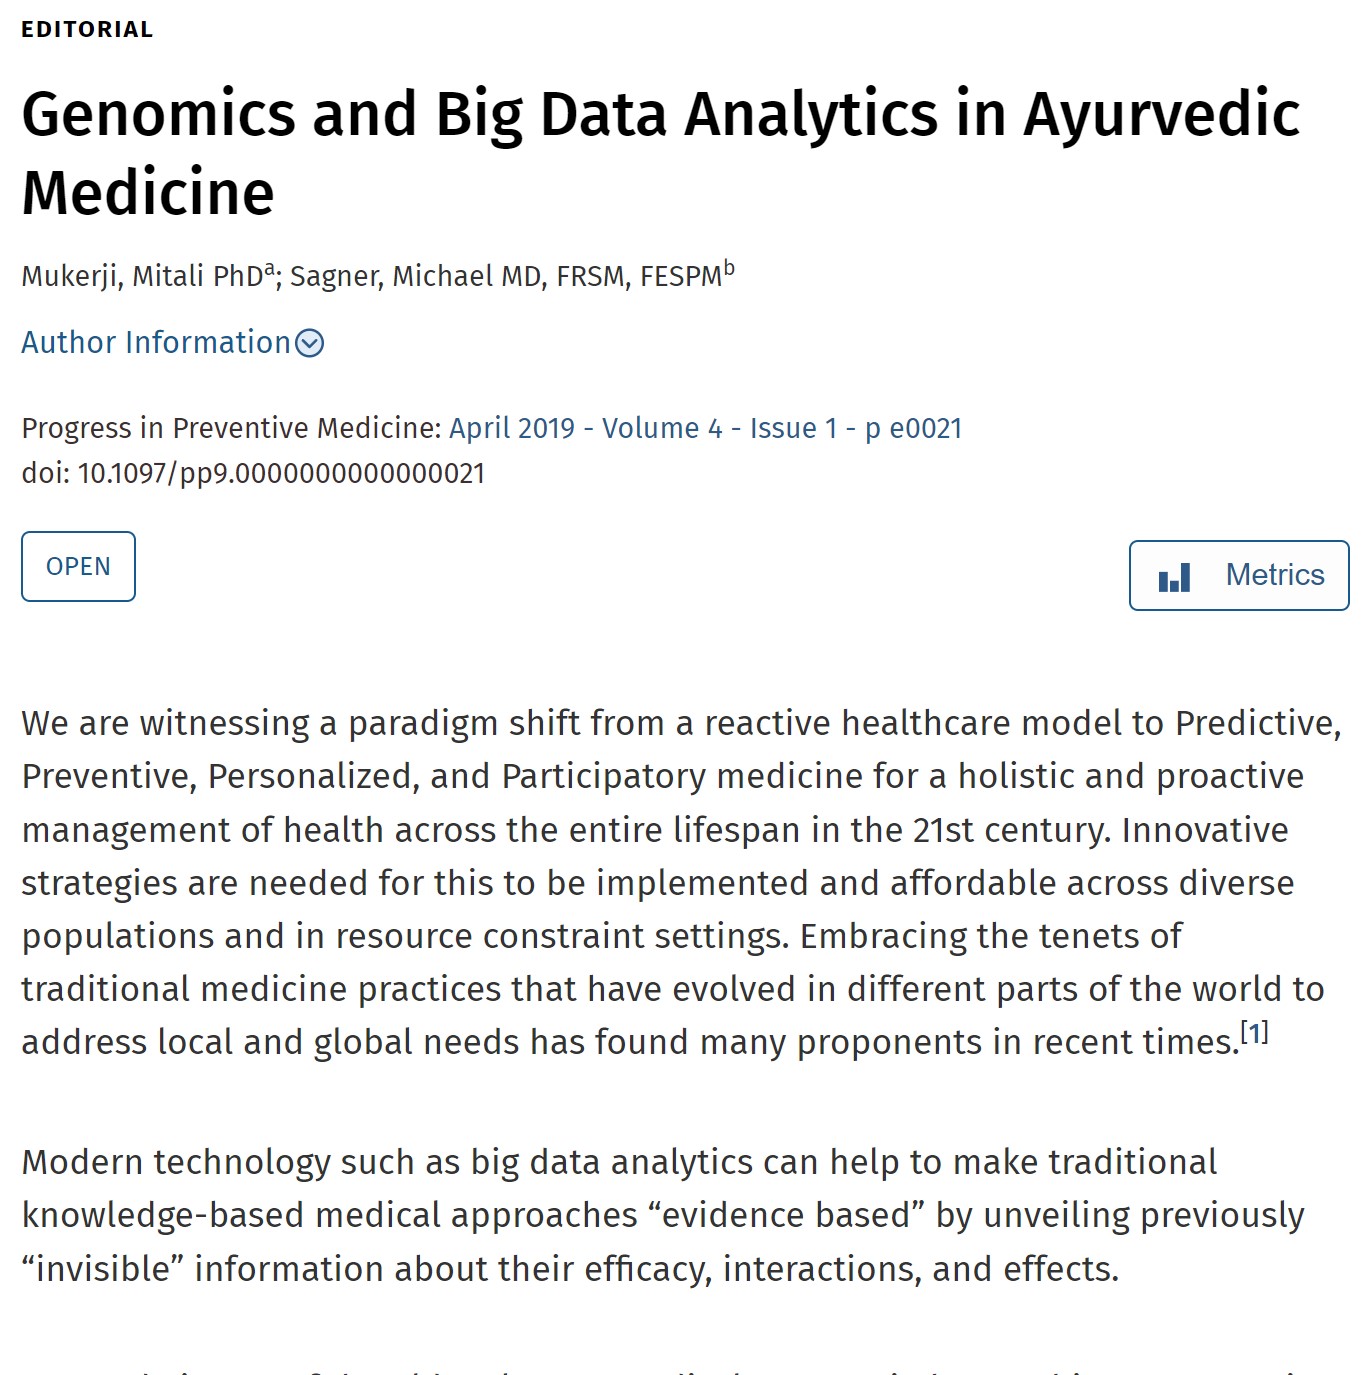 EDITORIAL
Genomics and Big Data Analytics in Ayurvedic
Medicine
Mukerji, Mitali PhDa; Sagner, Michael MD, FRSM, FESPMb
Author Information
Progress in Preventive Medicine: April 2019 - Volume 4 - Issue 1 - p e0021
doi: 10.1097/pp9.0000000000000021
OPEN
Metrics
We are witnessing a paradigm shift from a reactive healthcare model to Predictive,
Preventive, Personalized, and Participatory medicine for a holistic and proactive
management of health across the entire lifespan in the 21st century. Innovative
strategies are needed for this to be implemented and affordable across diverse
populations and in resource constraint settings. Embracing the tenets of
traditional medicine practices that have evolved in different parts of the world to
address local and global needs has found many proponents in recent times.[1]
Modern technology such as big data analytics can help to make traditional
knowledge-based medical approaches “evidence based” by unveiling previously
“invisible” information about their efficacy, interactions, and effects.